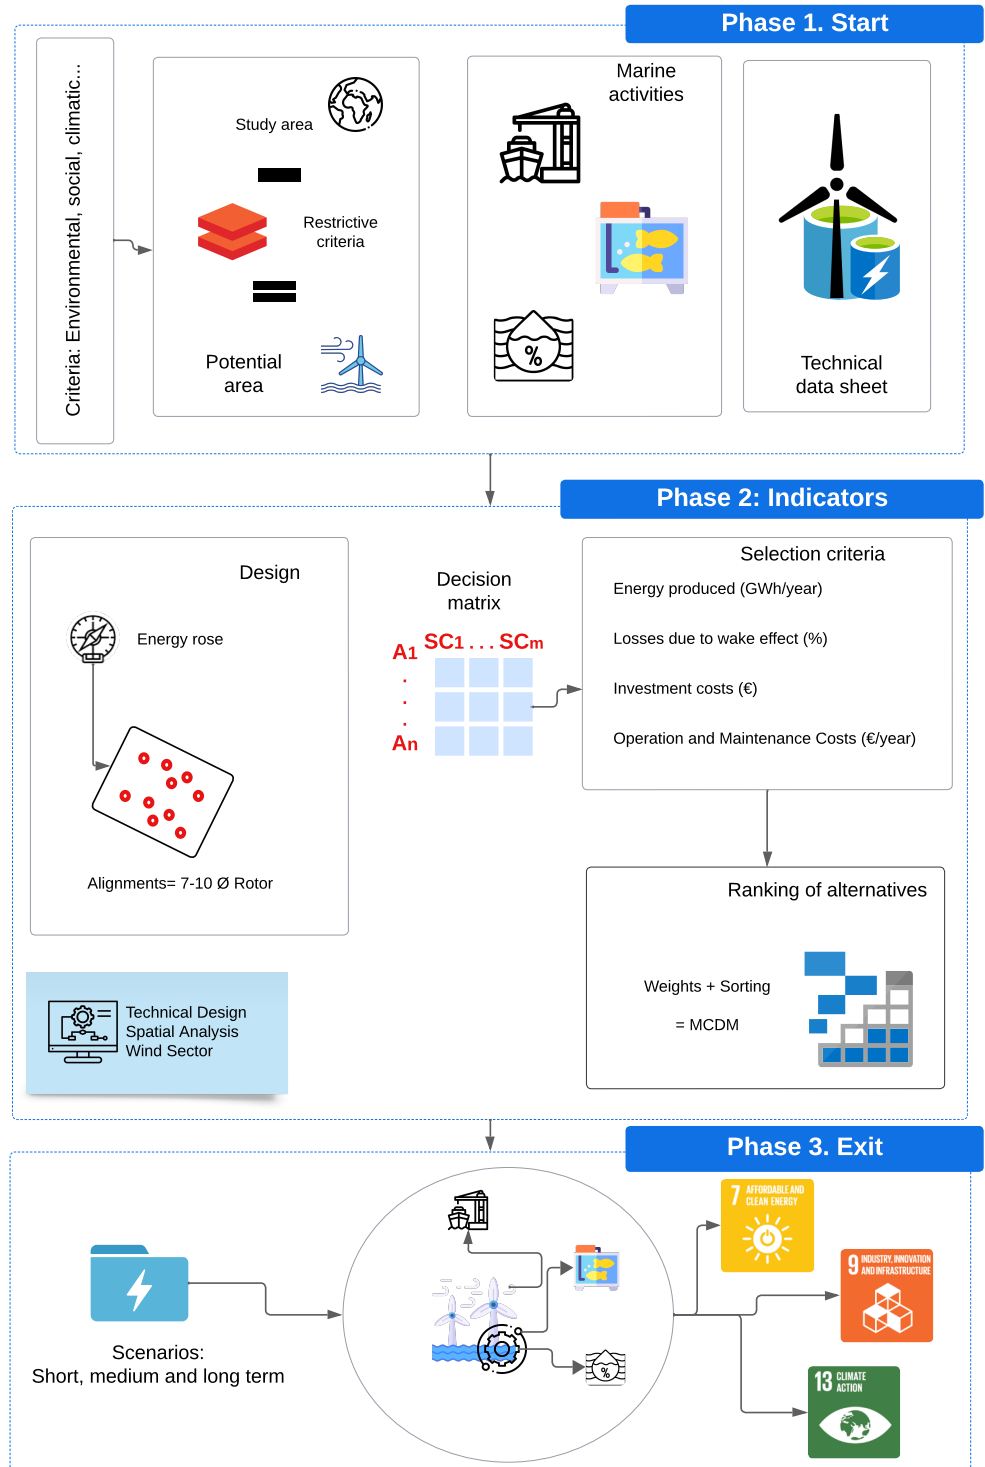 Phase 1. Start
Criteria: Environmental, social, climatic...
Study area
Restrictive
criteria
Potential
area
Marine
activities
%
Technical
data sheet
Phase 2: Indicators
Design
Energy rose
Alignments= 7-10 Ø Rotor
Technical Design
Spatial Analysis
Wind Sector
Decision
matrix
SC1 . . . SCm
A1
.
.
.
An
Selection criteria
Energy produced (GWh/year)
Losses due to wake effect (%)
Investment costs (€)
Operation and Maintenance Costs (€/year)
Ranking of alternatives
Weights + Sorting
= MCDM
Phase 3. Exit
Scenarios:
Short, medium and long term
%
7 AFFORDABLE AND
CLEAN ENERGY
9 INDUSTRY, INNOVATION
AND INFRASTRUCTURE
13 CLIMATE
ACTION